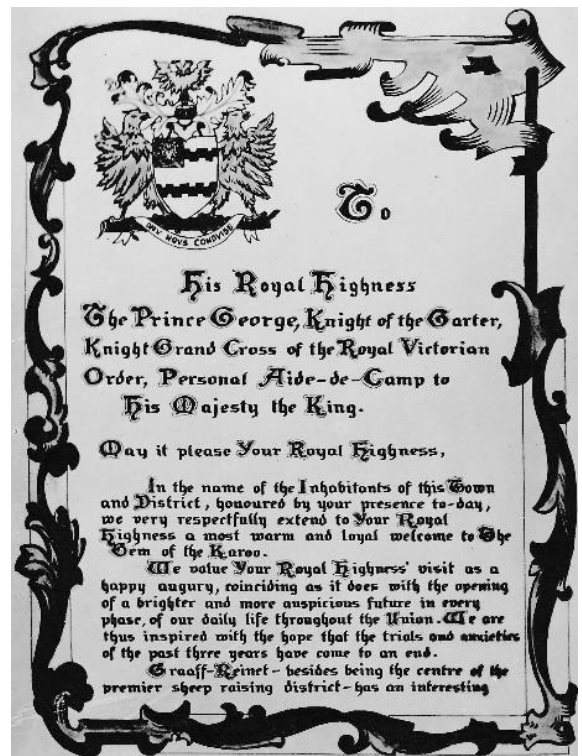 DAT NOUS CONDUISE
To
His Royal Highness
The Prince George, Knight of the Garter,
Knight Grand Cross of the Royal Victorian
Order, Personal Aide-de-Camp to
His Majesty the King.
May it please Your Royal Highness,
In the name of the Inhabitants of this Town
and District, honoured by your presence to-day,
we very respectfully extend to Your Royal
Highness a most warm and loyal welcome to The
Gem of the Karoo.
We value Your Royal Highness' visit as a
happy augury, coinciding as it does with the opening
of a brighter and more auspicious future in every
phase, of our daily life throughout the Union. We are
thus inspired with the hope that the trials and anxieties
of the past three years have come to an end.
Graaff-Reinet - besides being the centre of the
premier sheep raising district - has an interesting